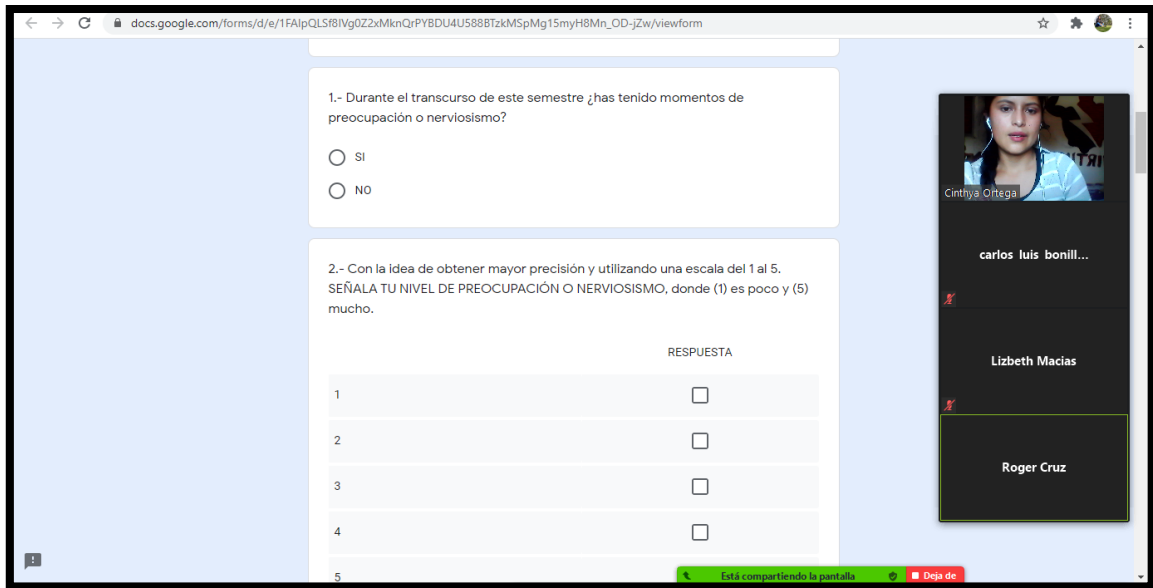 docs.google.com/forms/d/e/1FAIpQLSf8IVg0Z2xMknQrPYBDU4U588BTzkMSpMg15myH8Mn_OD-jZw/viewform
1.- Durante el transcurso de este semestre ¿has tenido momentos de
preocupación o nerviosismo?
SI
NO
2.- Con la idea de obtener mayor precisión y utilizando una escala del 1 al 5.
SEÑALA TU NIVEL DE PREOCUPACIÓN O NERVIOSISMO, donde (1) es poco y (5)
mucho.
RESPUESTA
1
2
3
4
5
Cinthya Ortega
carlos luis bonill...
Lizbeth Macias
Roger Cruz
Está compartiendo la pantalla
Deja de